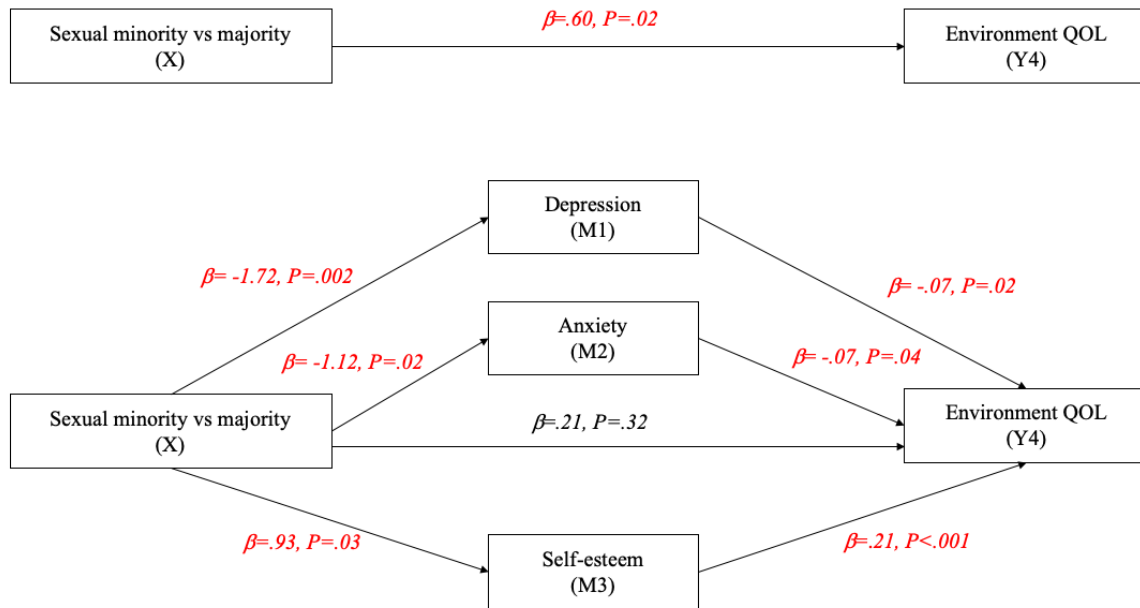 Sexual minority vs majority
(X)
β=.60, P=.02
Environment QOL
(Y4)
Depression
(M1)
β= -1.72, P=.002
β= -.07, P=.02
Anxiety
(M2)
β= -1.12, P=.02
β= -.07, P=.04
Sexual minority vs majority
(X)
β=.21, P=.32
Environment QOL
(Y4)
β=.93, P=.03
β=.21, P<.001
Self-esteem
(M3)